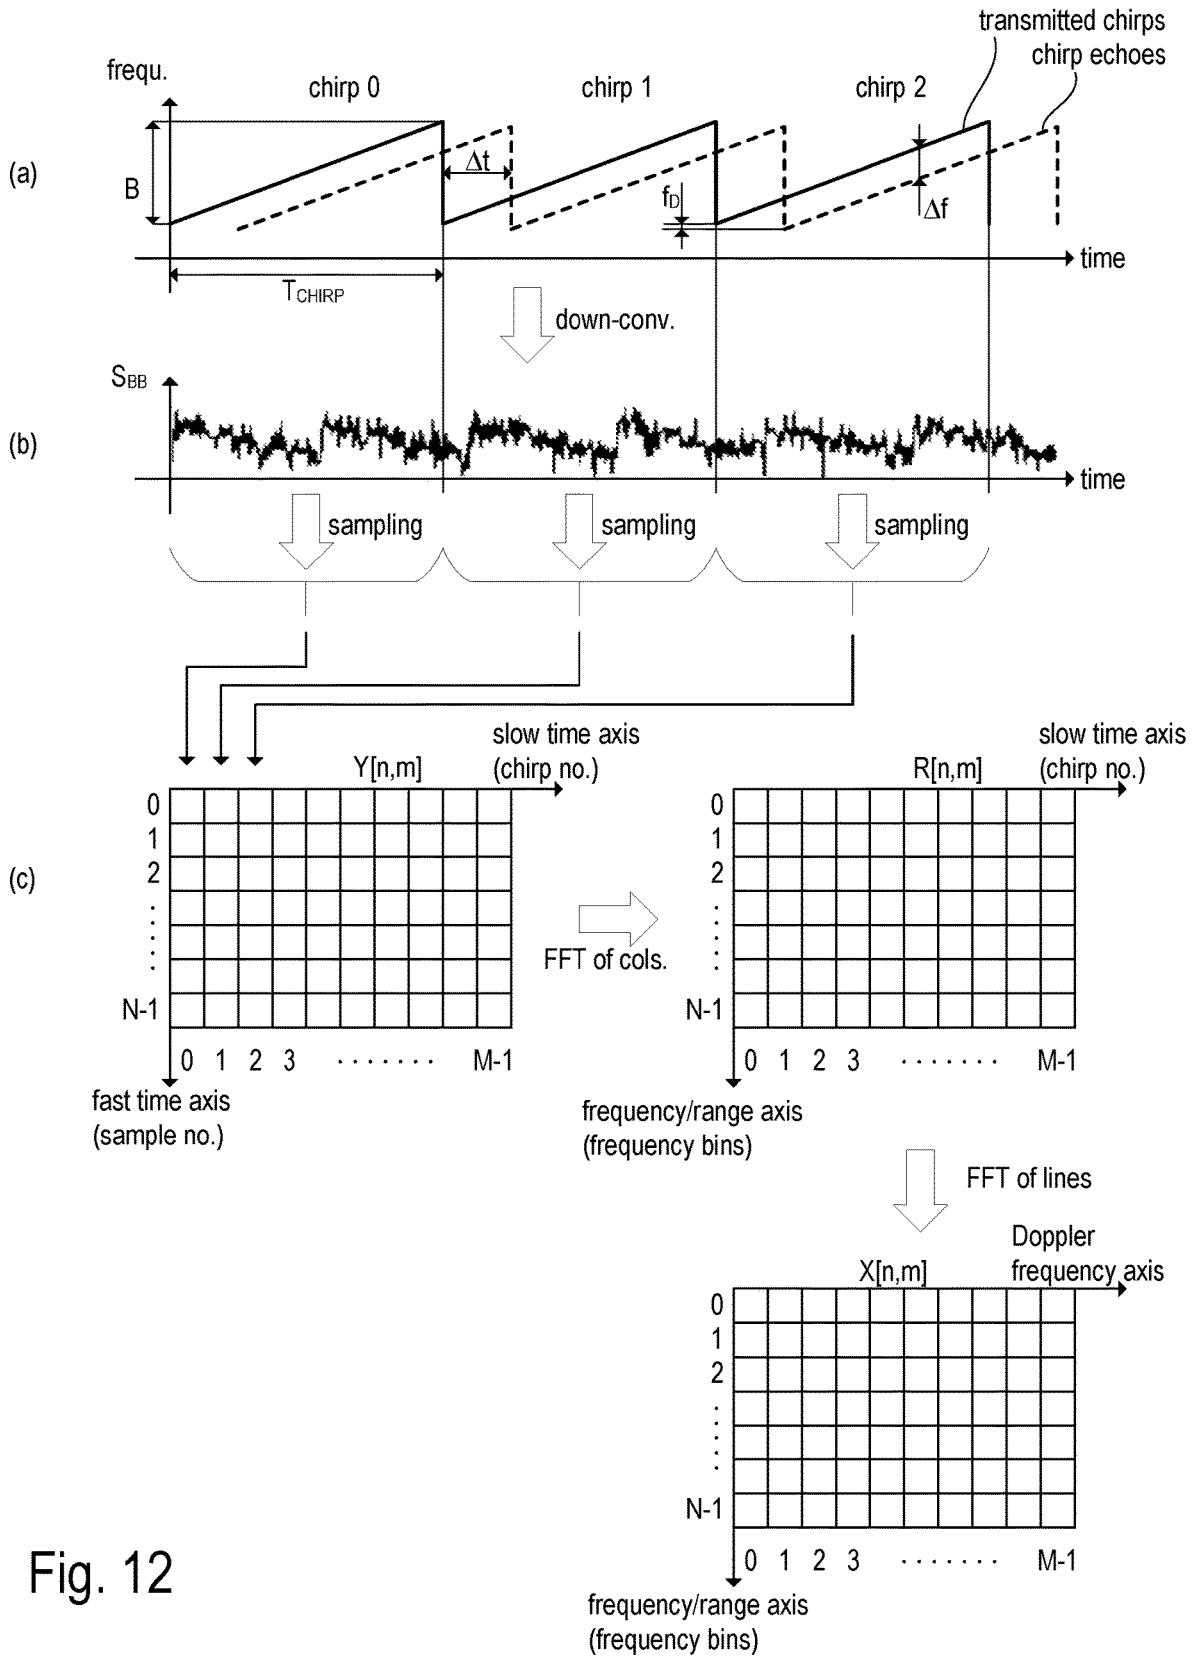 transmitted chirps
chirp echoes
frequ.
chirp 0
chirp 1
chirp 2
(a)
B
Δt
fD
Δf
time
TCHIRP
down-conv.
SBB
(b)
time
sampling
sampling
sampling
slow time axis
(chirp no.)
Y[n,m]
slow time axis
(chirp no.)
R[n,m]
(c)
0
1
2
. . . . . .
N-1
0 1 2 3 . . . . . . . M-1
fast time axis
(sample no.)
FFT of cols.
0
1
2
. . . . . .
N-1
0 1 2 3 . . . . . . . M-1
frequency/range axis
(frequency bins)
FFT of lines
Doppler
frequency axis
X[n,m]
0
1
2
. . . . . .
N-1
0 1 2 3 . . . . . . . M-1
frequency/range axis
(frequency bins)
Fig. 12